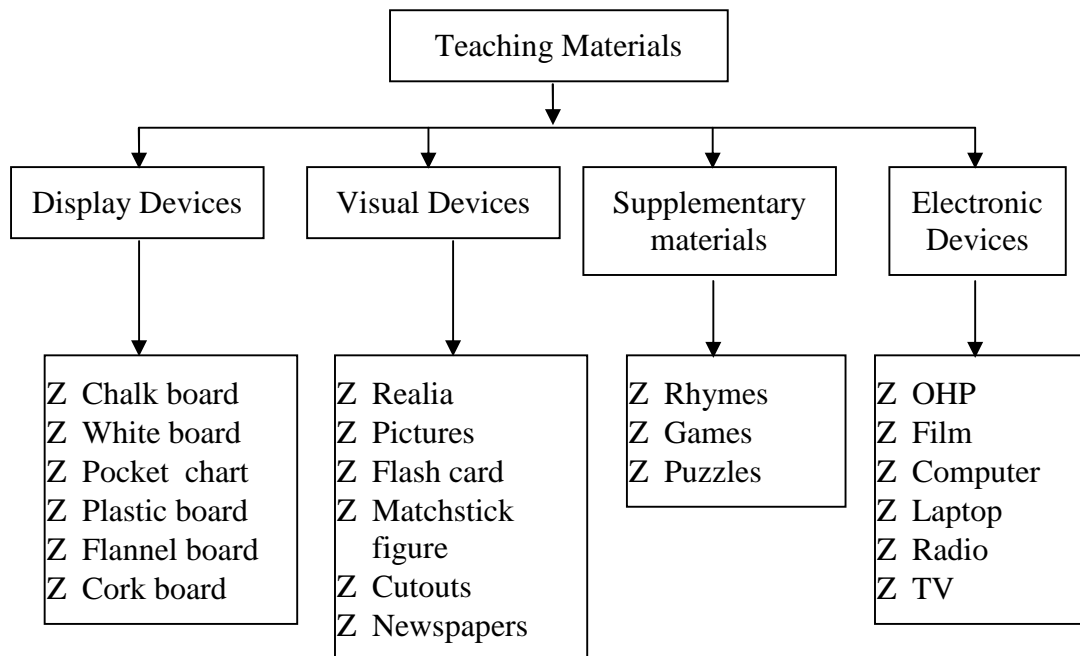 Teaching Materials
Display Devices
Visual Devices
Supplementary
materials
Electronic
Devices
Z Chalk board
Z White board
Z Pocket chart
Z Plastic board
Z Flannel board
Z Cork board
Z Realia
Z Pictures
Z Flash card
Z Matchstick
figure
Z Cutouts
Z Newspapers
Z Rhymes
Z Games
Z Puzzles
Z OHP
Z Film
Z Computer
Z Laptop
Z Radio
Z TV